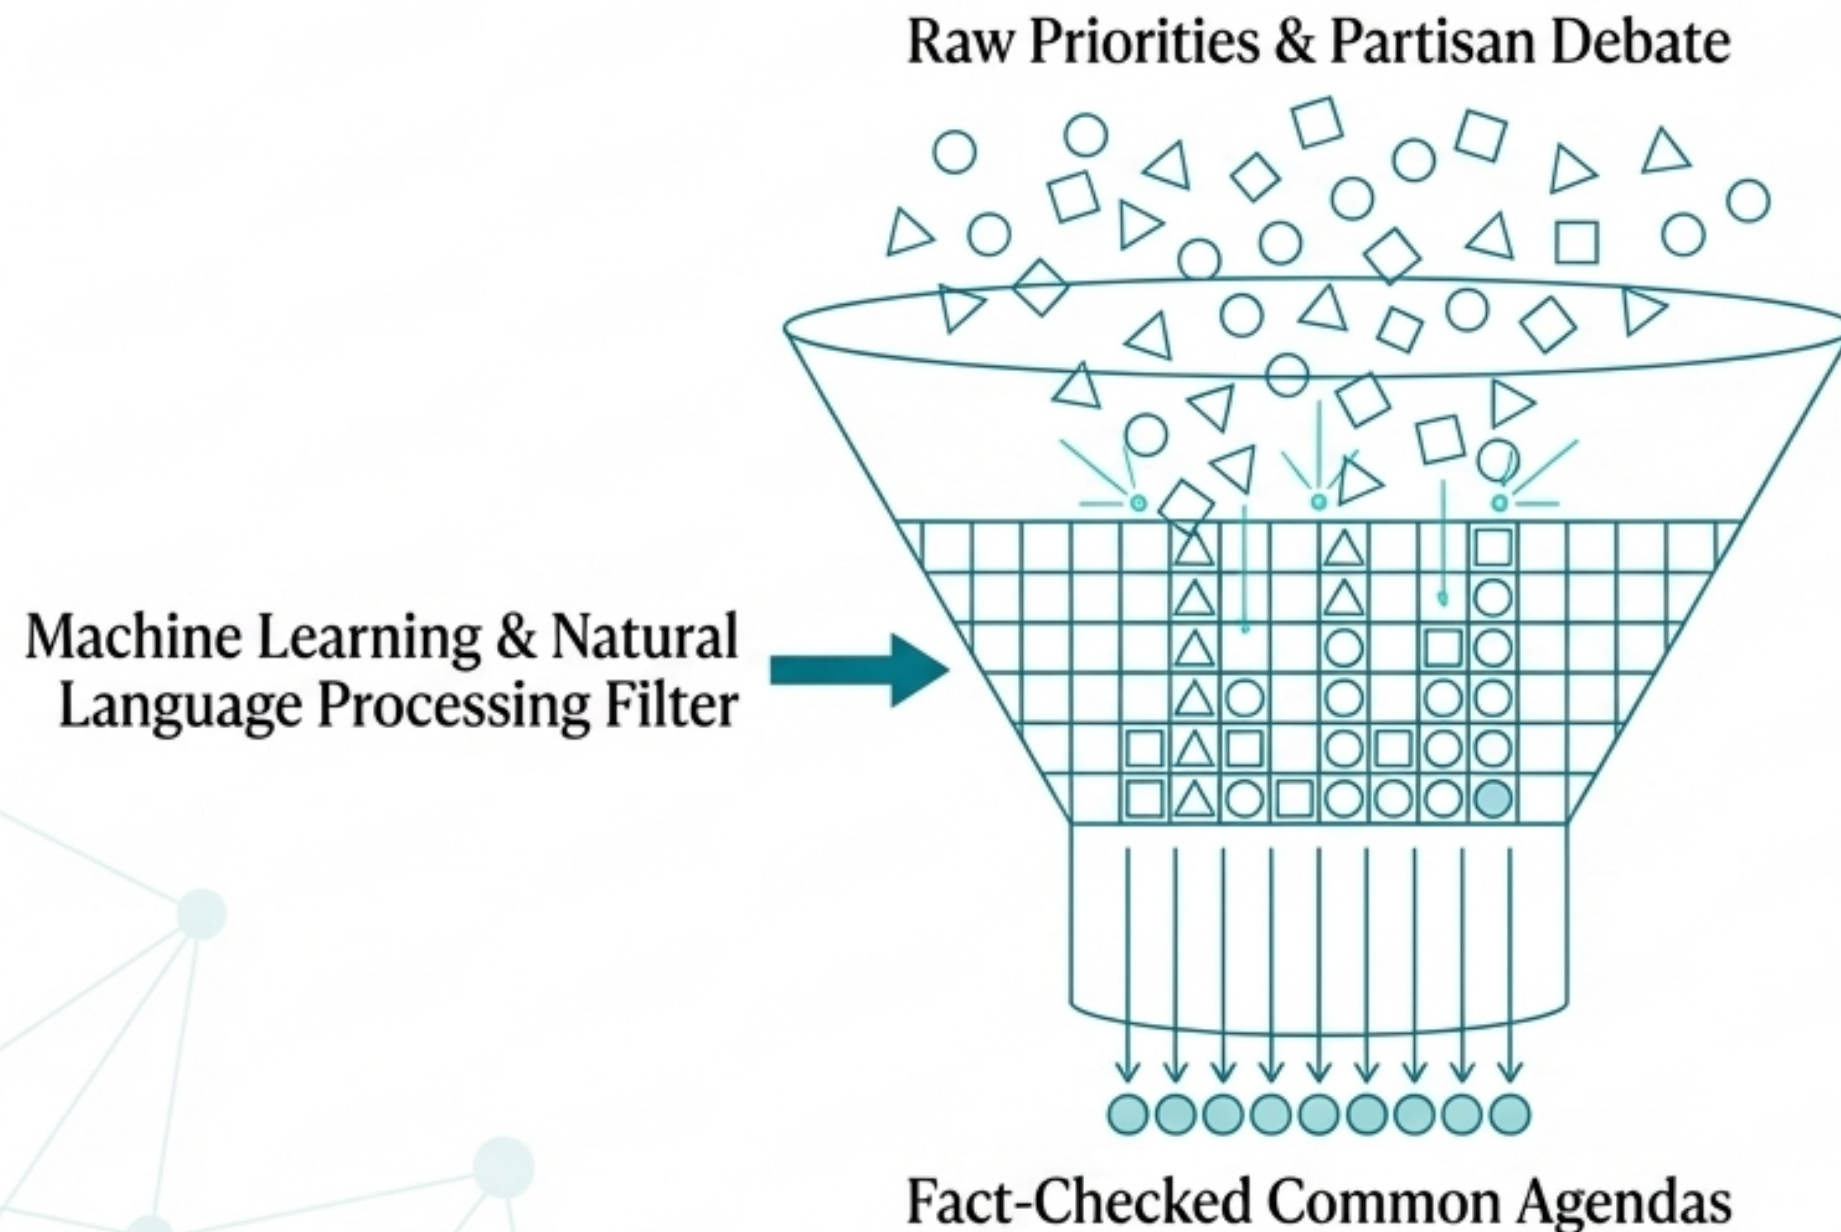 Raw Priorities & Partisan Debate
Machine Learning & Natural
Language Processing Filter
Fact-Checked Common Agendas